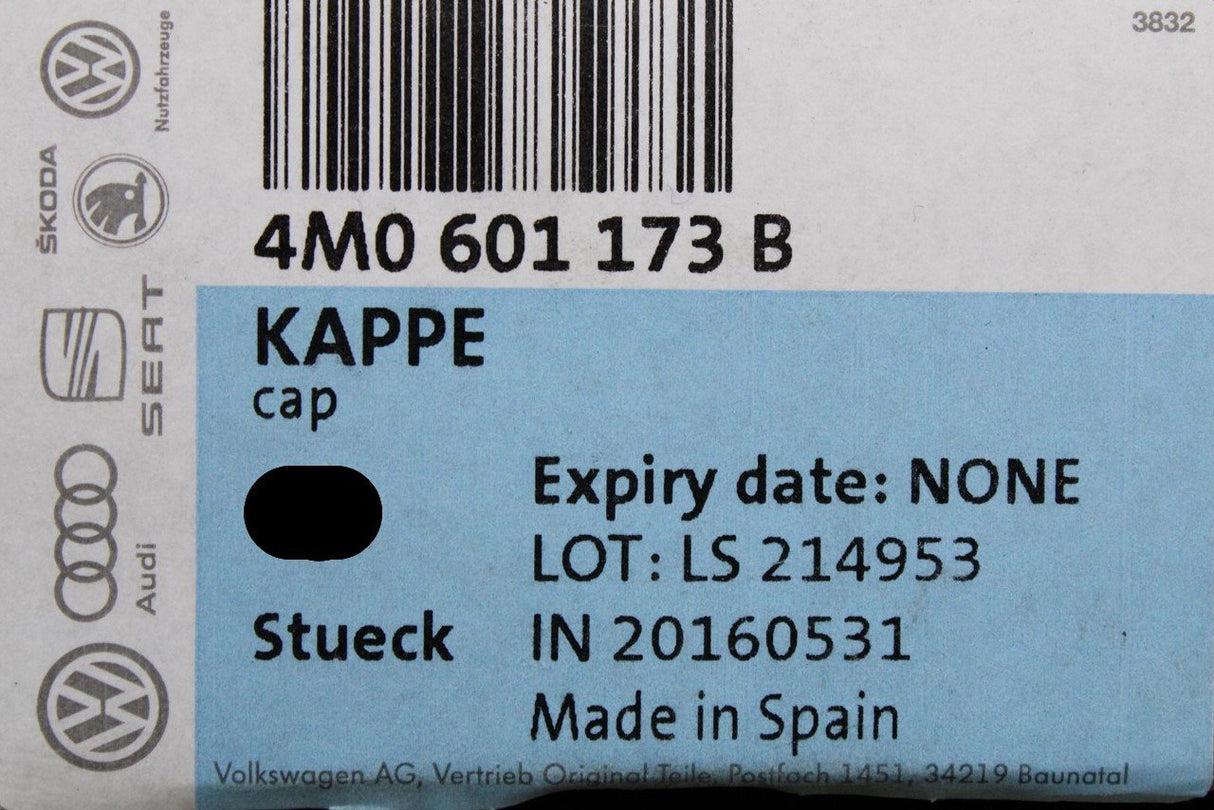 3832
4M0 601 173 B
KAPPE
cap
Expiry date: NONE
LOT: LS 214953
Stueck
IN 20160531
Made in Spain
Volkswagen AG, Vertrieb Original Teile, Postfach 1451, 34219 Baunatal
Nutzfahrzeuge
ŠKODA
SEAT
Audi